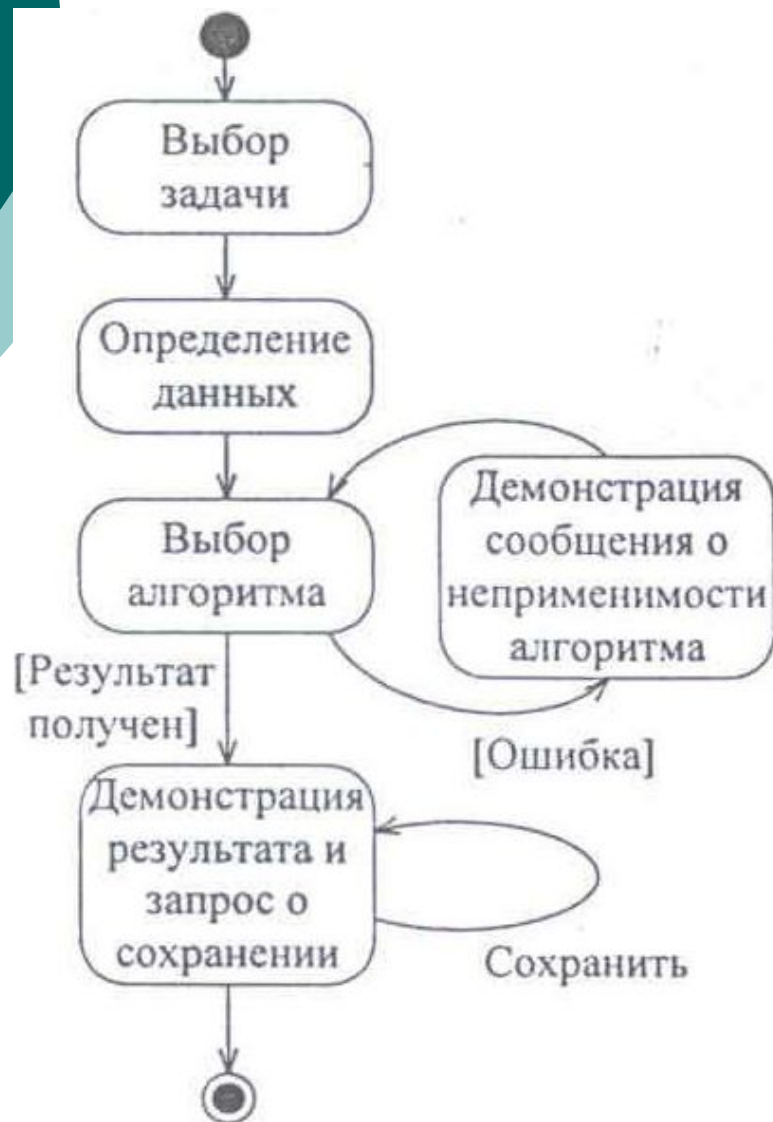 Выбор
задачи
Определение
данных
Выбор
алгоритма
Демонстрация
сообщения о
неприменимости
алгоритма
[Результат
получен]
[Ошибка]
Демонстрация
результата и
запрос о
сохранении
Сохранить